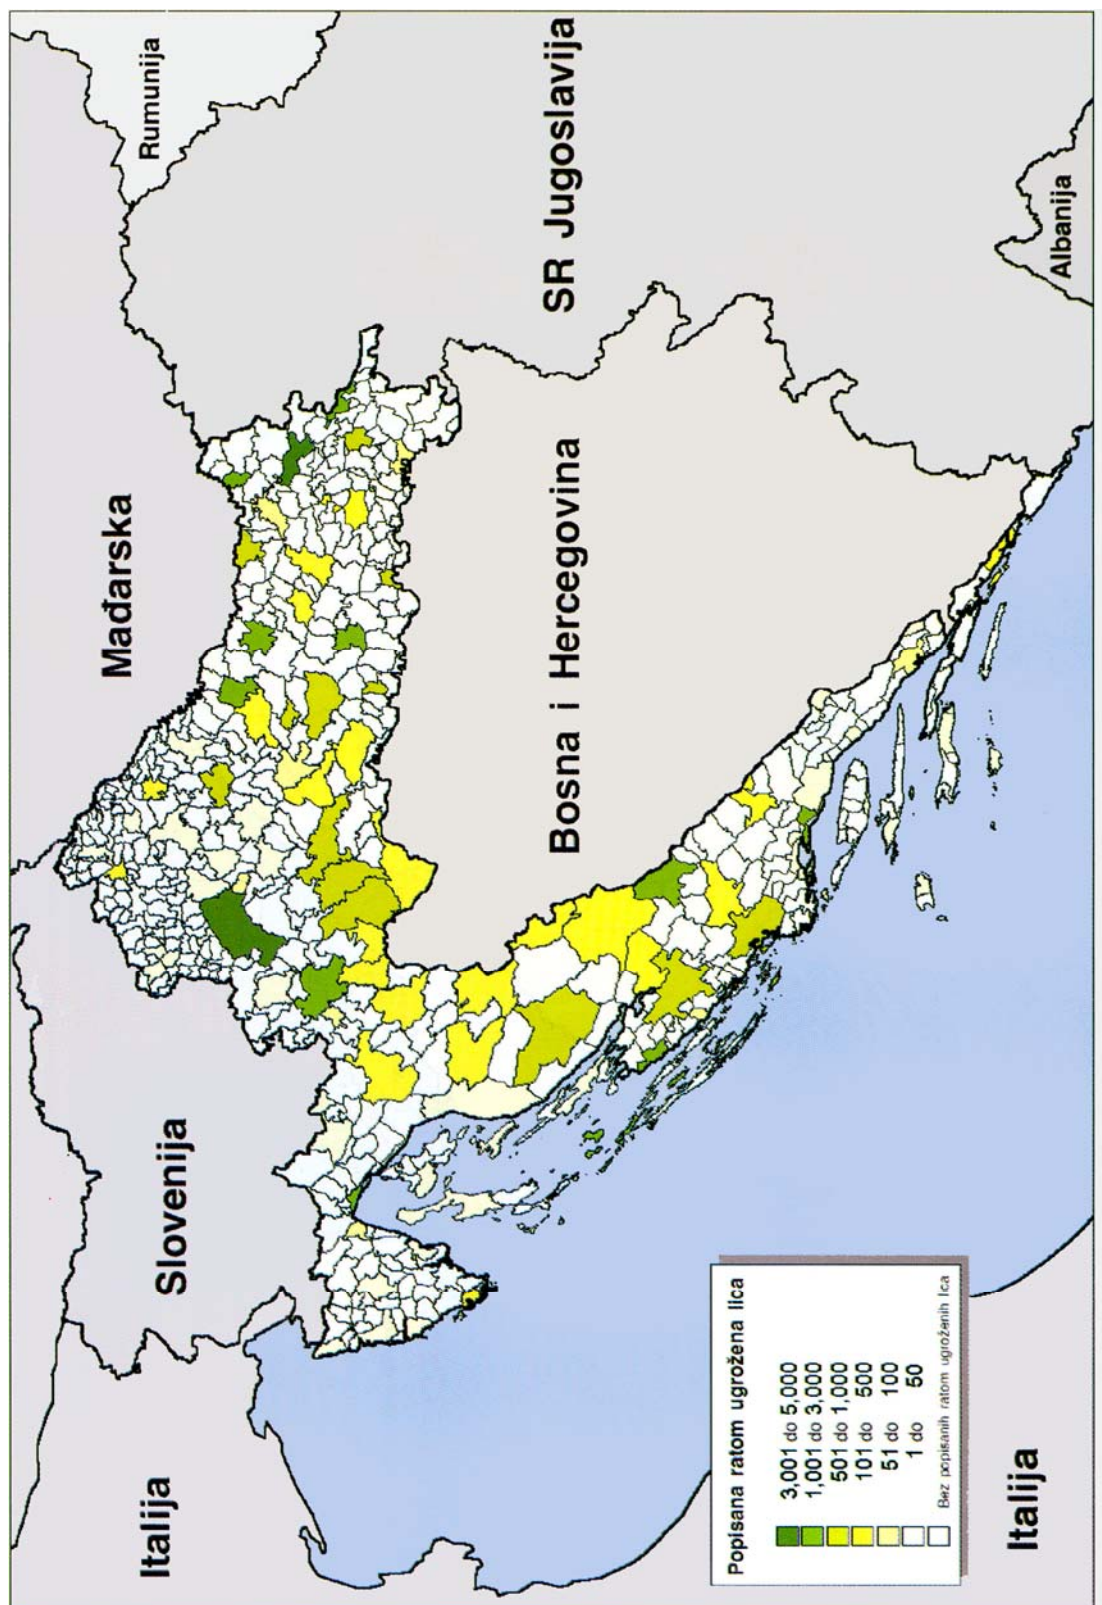 Italija
Slovenija
Mađarska
Rumunija
Bosna i Hercegovina
SR Jugoslavija
Albanija
Italija
Popisana ratom ugrožena lica
3,001 do 5,000
1,001 do 3,000
501 do 1,000
101 do 500
51 do 100
1 do 50
Bez popisanih ratom ugroženih lica